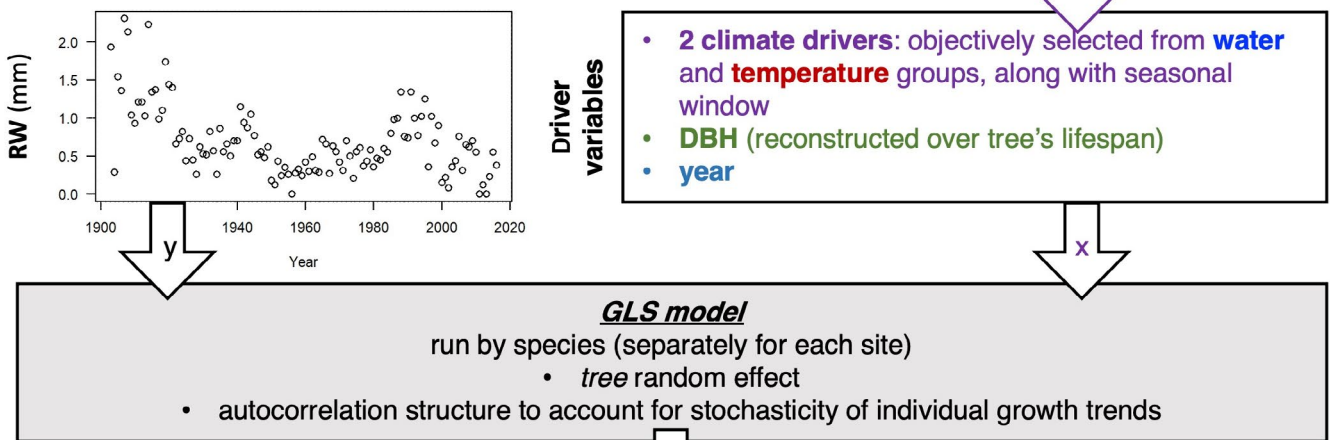 RW (mm)
2.0
1.5
1.0
0.5
0.0
1900
1940
1960
1980
2000
2020
Year
y
Driver
variables
• 2 climate drivers: objectively selected from water
and temperature groups, along with seasonal
window
• DBH (reconstructed over tree’s lifespan)
• year
x
GLS model
run by species (separately for each site)
• tree random effect
• autocorrelation structure to account for stochasticity of individual growth trends